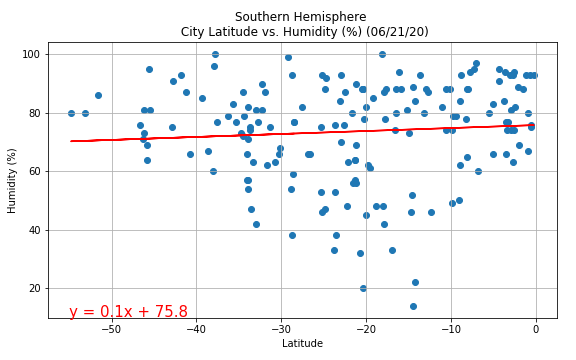 Southern Hemisphere
City Latitude vs. Humidity (%) (06/21/20)
Humidity (%)
100
80
60
40
20
y = 0.1x + 75.8
−50
−40
−30
−20
−10
0
Latitude